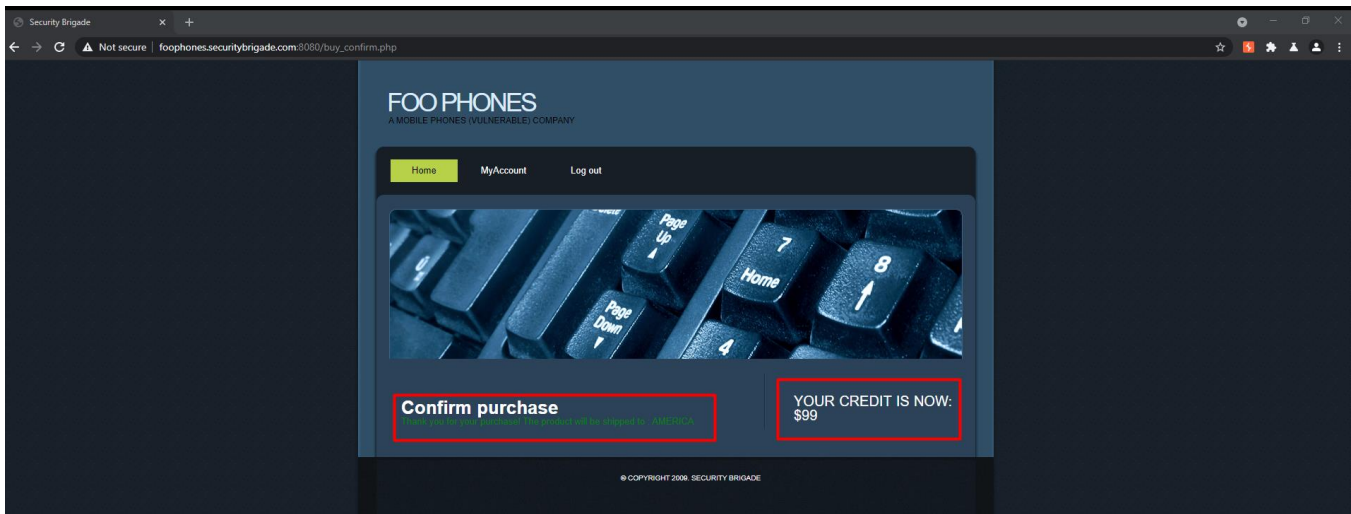 Security Brigade
Not secure | foophones.securitybrigade.com:8080/buy_confirm.php
FOO PHONES
A MOBILE PHONES (VULNERABLE) COMPANY
Home MyAccount Log out
Page Up
7 Home
8
Page Down
4
Confirm purchase
Thank you for your purchase! The product will be shipped to : AMERICA
YOUR CREDIT IS NOW:
$99
© COPYRIGHT 2009. SECURITY BRIGADE